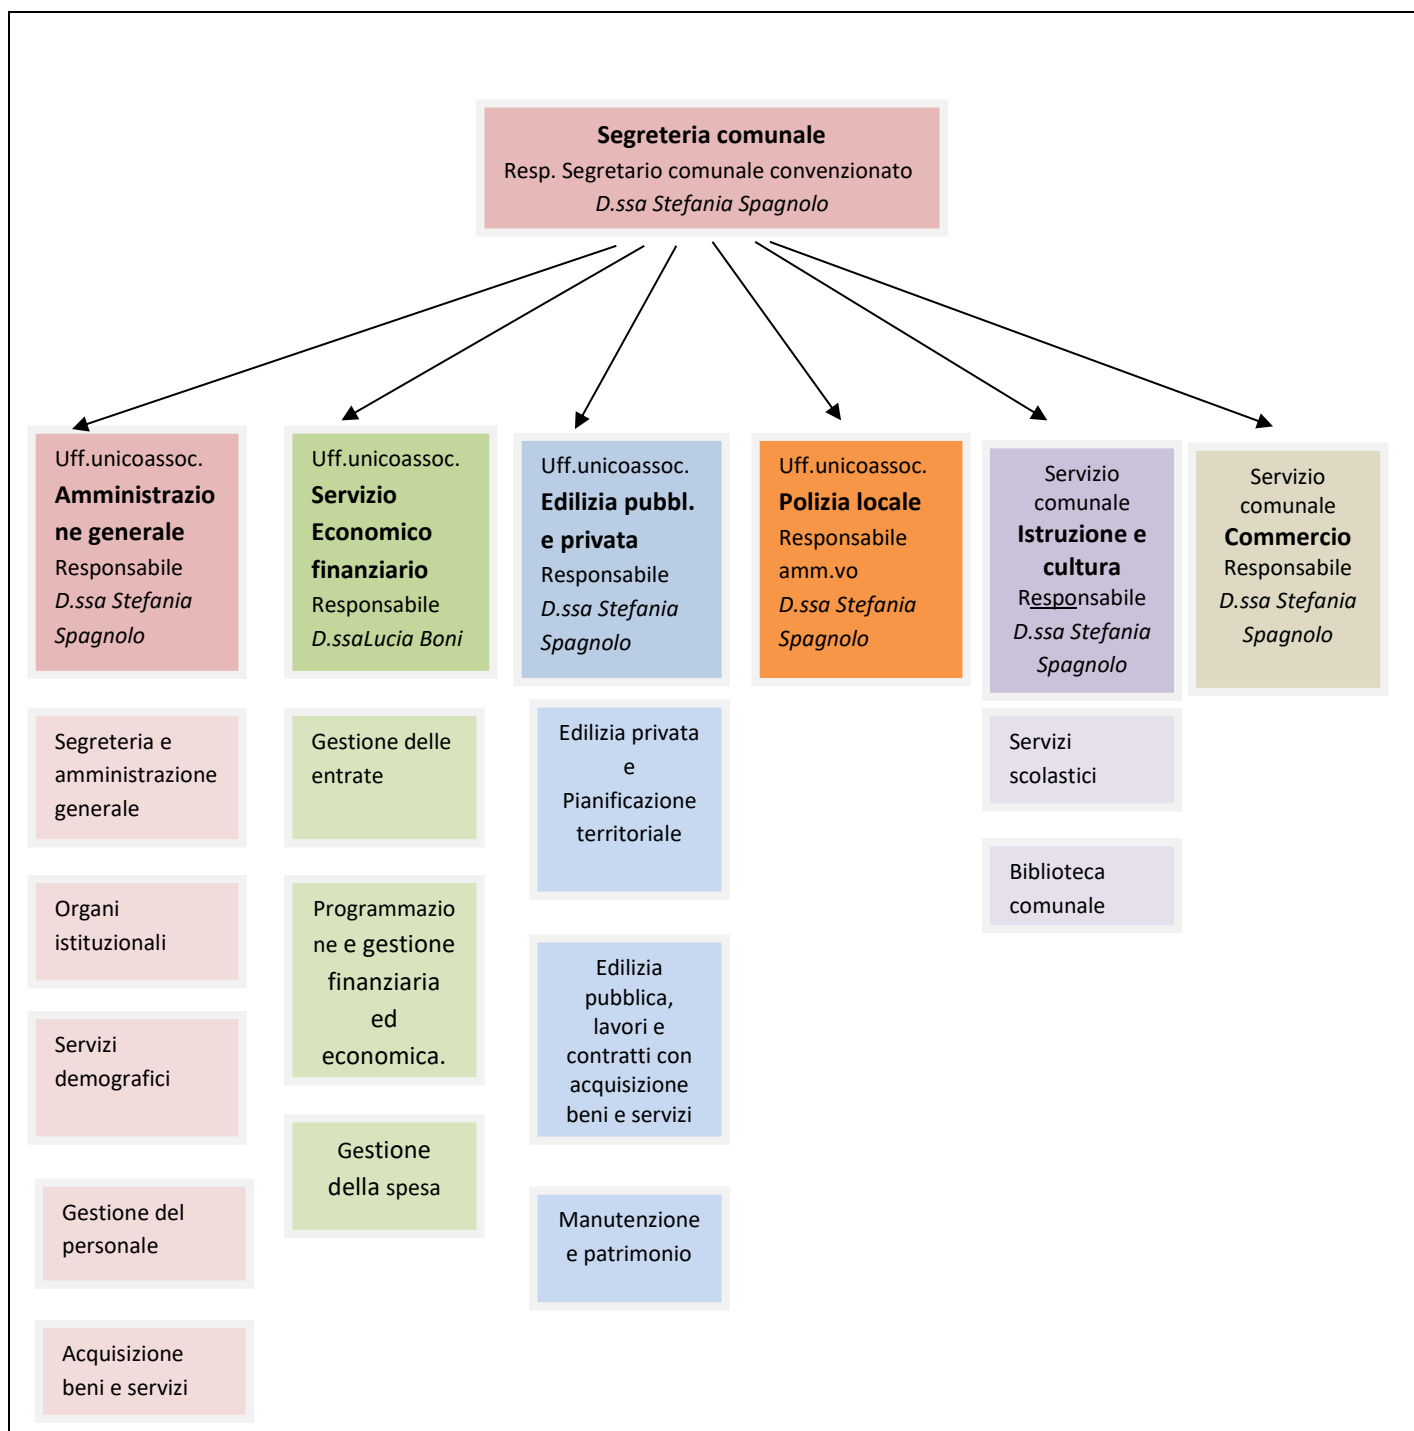 Segreteria comunale
Resp. Segretario comunale convenzionato
D.ssa Stefania Spagnolo
Uff.unicoassoc.
Amministrazio
ne generale
Responsabile
D.ssa Stefania
Spagnolo
Uff.unicoassoc.
Servizio
Economico
finanziario
Responsabile
D.ssaLucia Boni
Uff.unicoassoc.
Edilizia pubbl.
e privata
Responsabile
D.ssa Stefania
Spagnolo
Uff.unicoassoc.
Polizia locale
Responsabile
amm.vo
D.ssa Stefania
Spagnolo
Servizio
comunale
Istruzione e
cultura
Responsabile
D.ssa Stefania
Spagnolo
Servizio
comunale
Commercio
Responsabile
D.ssa Stefania
Spagnolo
Segreteria e
amministrazione
generale
Organi
istituzionali
Servizi
demografici
Gestione del
personale
Acquisizione
beni e servizi
Gestione delle
entrate
Programmazio
ne e gestione
finanziaria
ed
economica.
Gestione
della spesa
Edilizia privata
e
Pianificazione
territoriale
Edilizia
pubblica,
lavori e
contratti con
acquisizione
beni e servizi
Manutenzione
e patrimonio
Servizi
scolastici
Biblioteca
comunale